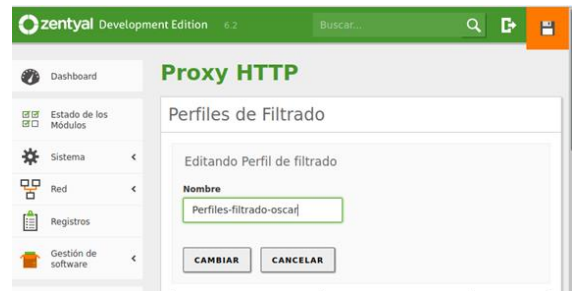 zentyal Development Edition 6.2
Buscar...
Dashboard
Estado de los
Módulos
Sistema
Red
Registros
Gestión de
software
Proxy HTTP
Perfiles de Filtrado
Editando Perfil de filtrado
Nombre
Perfiles-filtrado-oscar
CAMBIAR CANCELAR